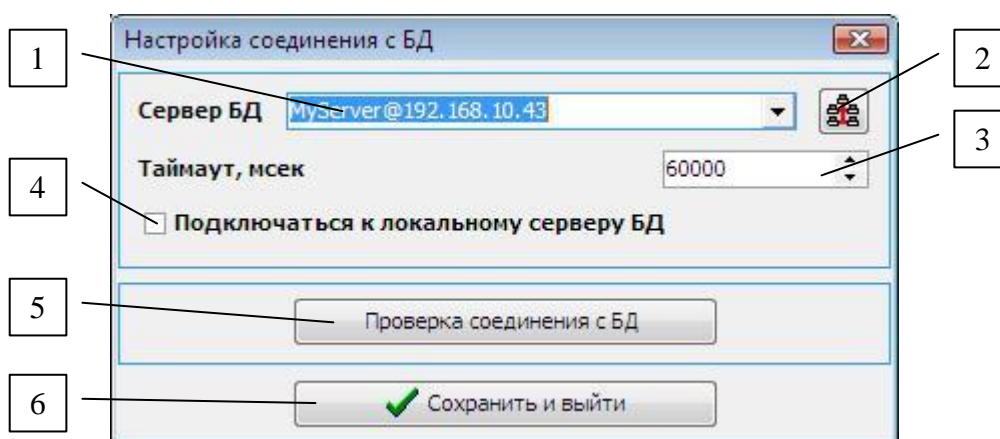 Настройка соединения с БД
1
2
Сервер БД MyServer@192.168.10.43
3
Таймаут, мсек 60000
4
Подключаться к локальному серверу БД
5
Проверка соединения с БД
6
Сохранить и выйти